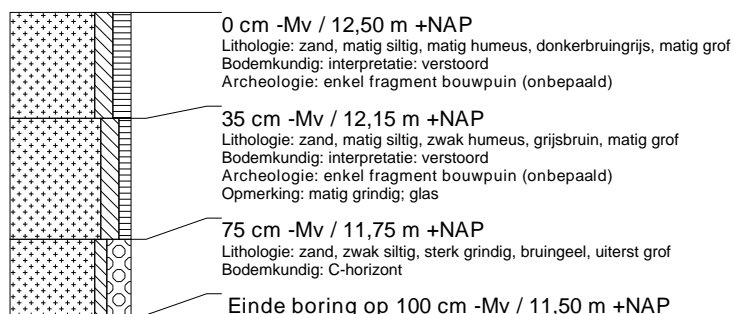 0 cm -Mv / 12,50 m +NAP
Lithologie: zand, matig siltig, matig humeus, donkerbruingrijs, matig grof
Bodemkundig: interpretatie: verstoord
Archeologie: enkel fragment bouwpuin (onbepaald)
35 cm -Mv / 12,15 m +NAP
Lithologie: zand, matig siltig, zwak humeus, grijsbruin, matig grof
Bodemkundig: interpretatie: verstoord
Archeologie: enkel fragment bouwpuin (onbepaald)
Opmerking: matig grindig; glas
75 cm -Mv / 11,75 m +NAP
Lithologie: zand, zwak siltig, sterk grindig, bruingeel, uiterst grof
Bodemkundig: C-horizont
Einde boring op 100 cm -Mv / 11,50 m +NAP